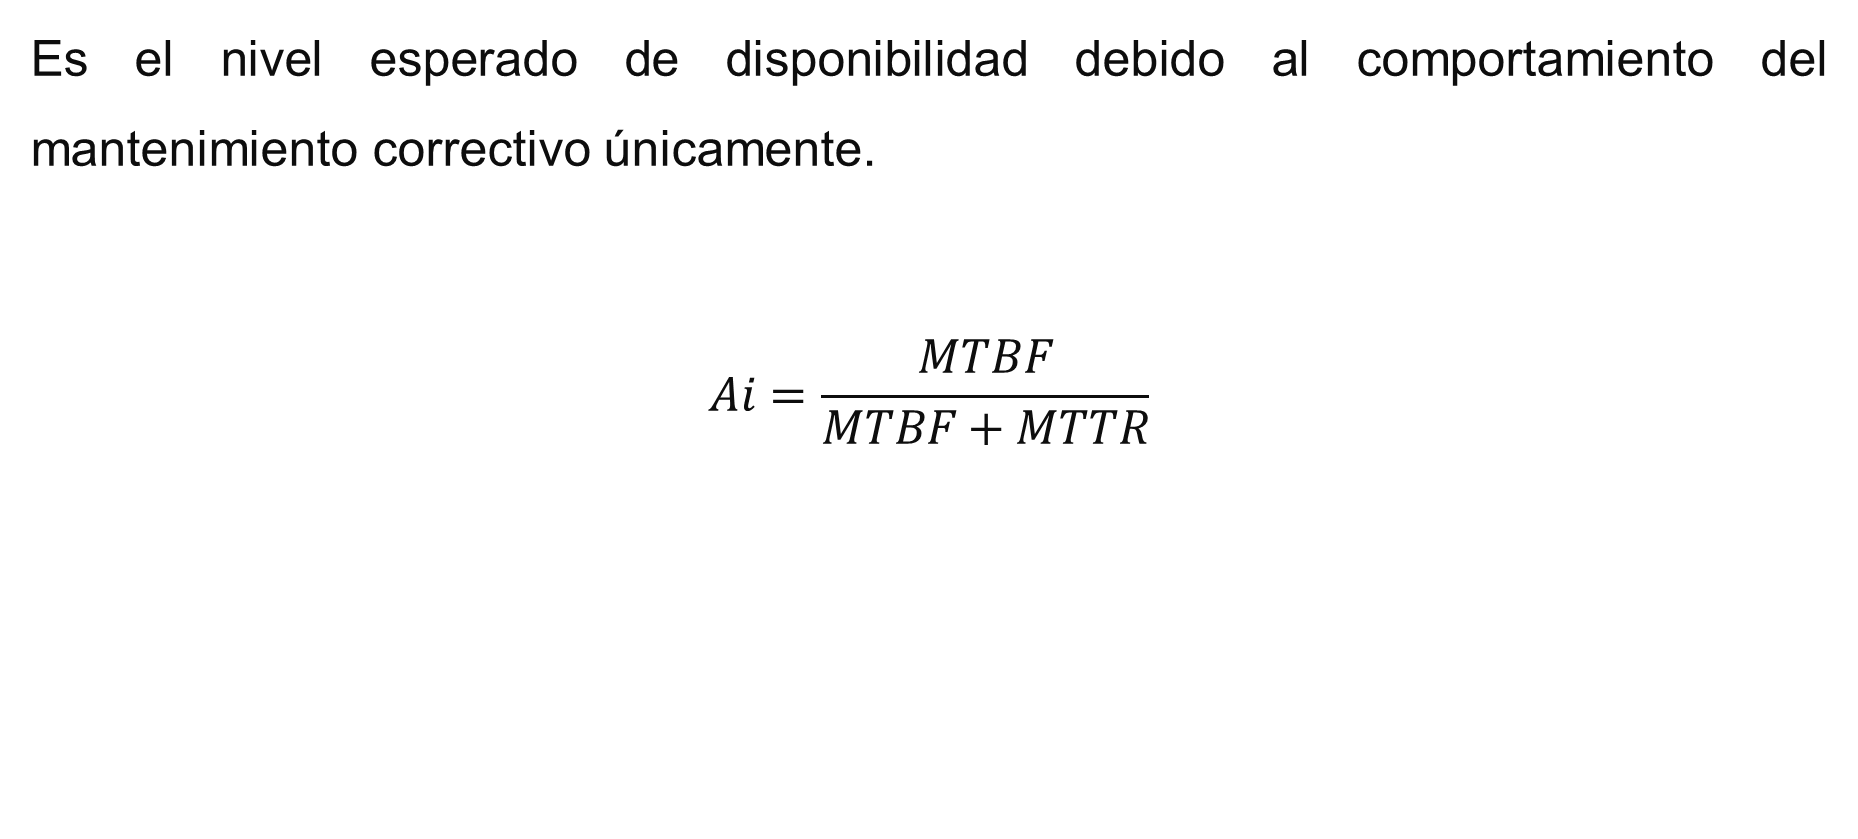 Es el nivel esperado de disponibilidad debido al comportamiento del
mantenimiento correctivo únicamente.
Ai = MTBF / (MTBF + MTTR)